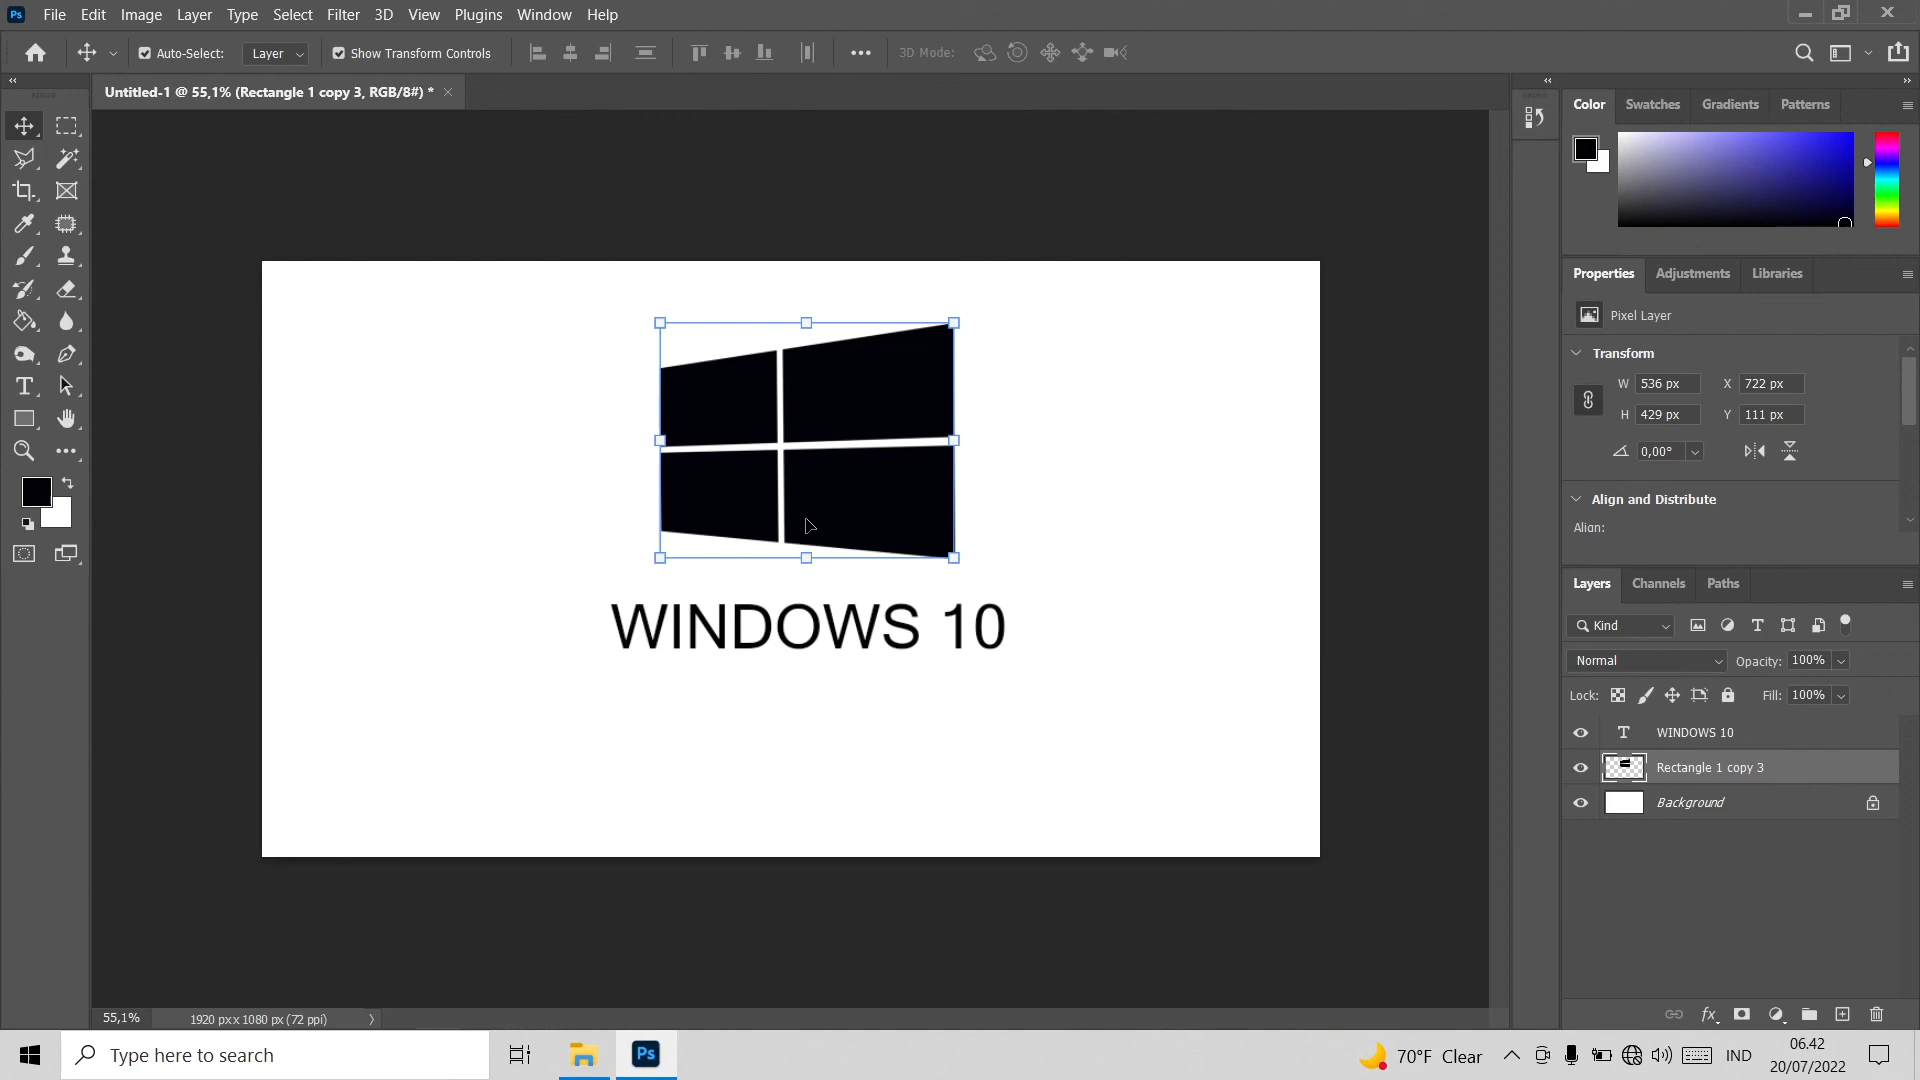 Ps File Edit Image Layer Type Select Filter 3D View Plugins Window Help
Auto-Select: Layer Show Transform Controls 3D Mode:
Untitled-1 @ 55,1% (Rectangle 1 copy 3, RGB/8#) *
Color Swatches Gradients Patterns
Properties Adjustments Libraries
Pixel Layer
Transform
W 536 px X 722 px
H 429 px Y 111 px
0,00°
Align and Distribute
Align:
WINDOWS 10
Layers Channels Paths
Kind
Normal Opacity: 100%
Lock: Fill: 100%
T WINDOWS 10
Rectangle 1 copy 3
Background
55,1% 1920 px x 1080 px (72 ppi)
Type here to search
Ps
70°F Clear
IND
06.42
20/07/2022